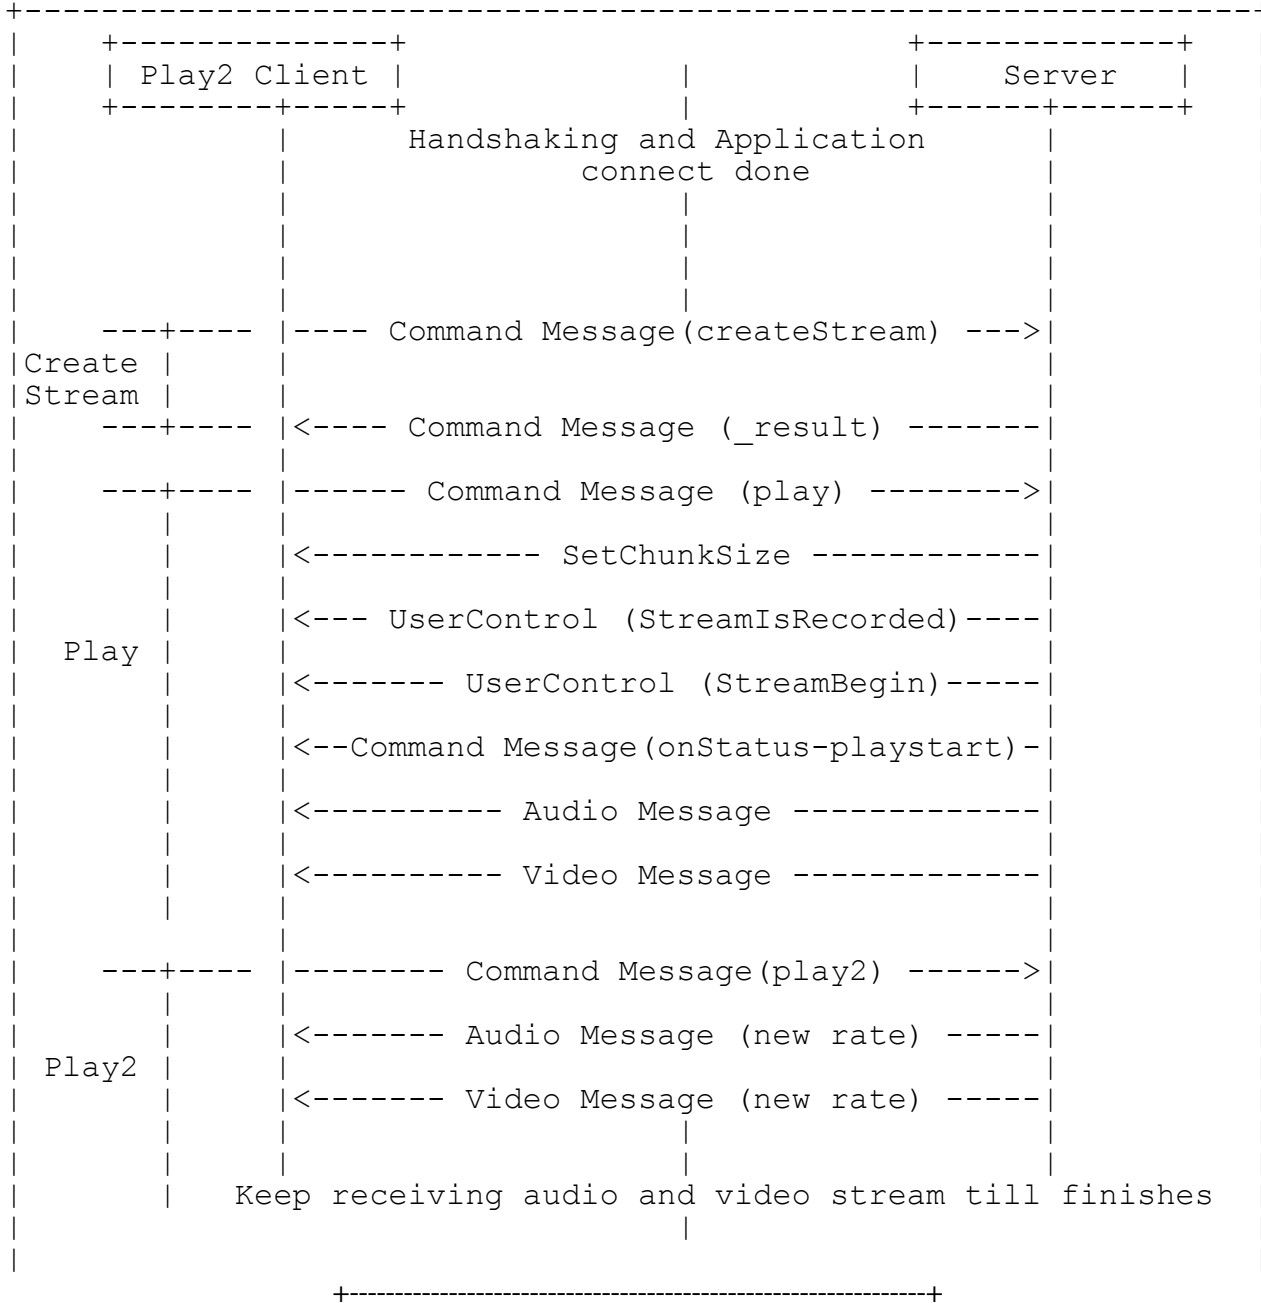 Play2 Client Server
Handshaking and Application
connect done
Command Message(createStream)
Create
Stream
Command Message (_result)
Command Message (play)
SetChunkSize
UserControl (StreamIsRecorded)
Play
UserControl (StreamBegin)
Command Message(onStatus-playstart)
Audio Message
Video Message
Command Message(play2)
Audio Message (new rate)
Play2
Video Message (new rate)
Keep receiving audio and video stream till finishes